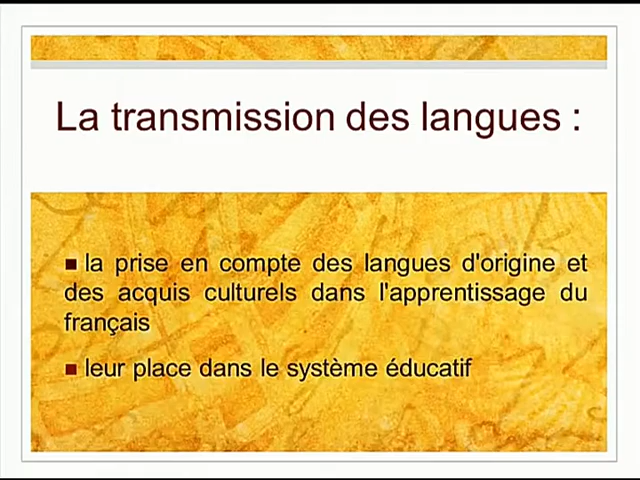 La transmission des langues :
■ la prise en compte des langues d'origine et
des acquis culturels dans l'apprentissage du
français
■ leur place dans le système éducatif